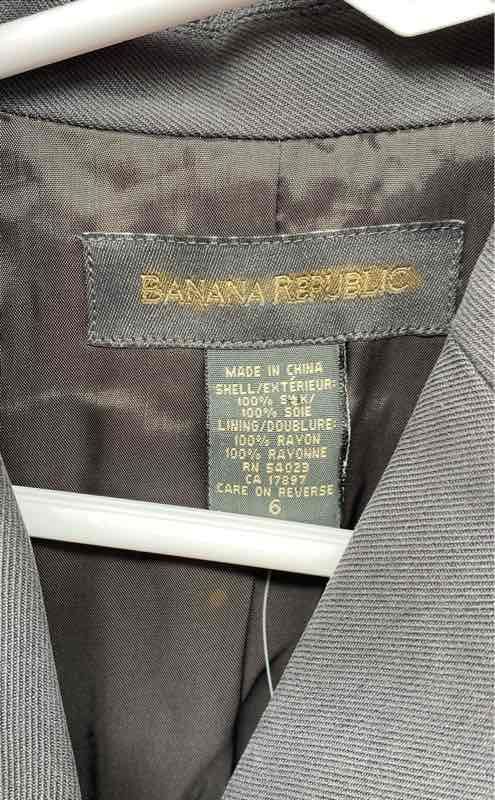 BANANA REPUBLIC
MADE IN CHINA
SHELL/EXTÉRIEUR:
100% SILK/
100% SOIE
LINING/DOUBLURE:
100% RAYON
100% RAYONNE
RN 54023
CA 17897
CARE ON REVERSE
6